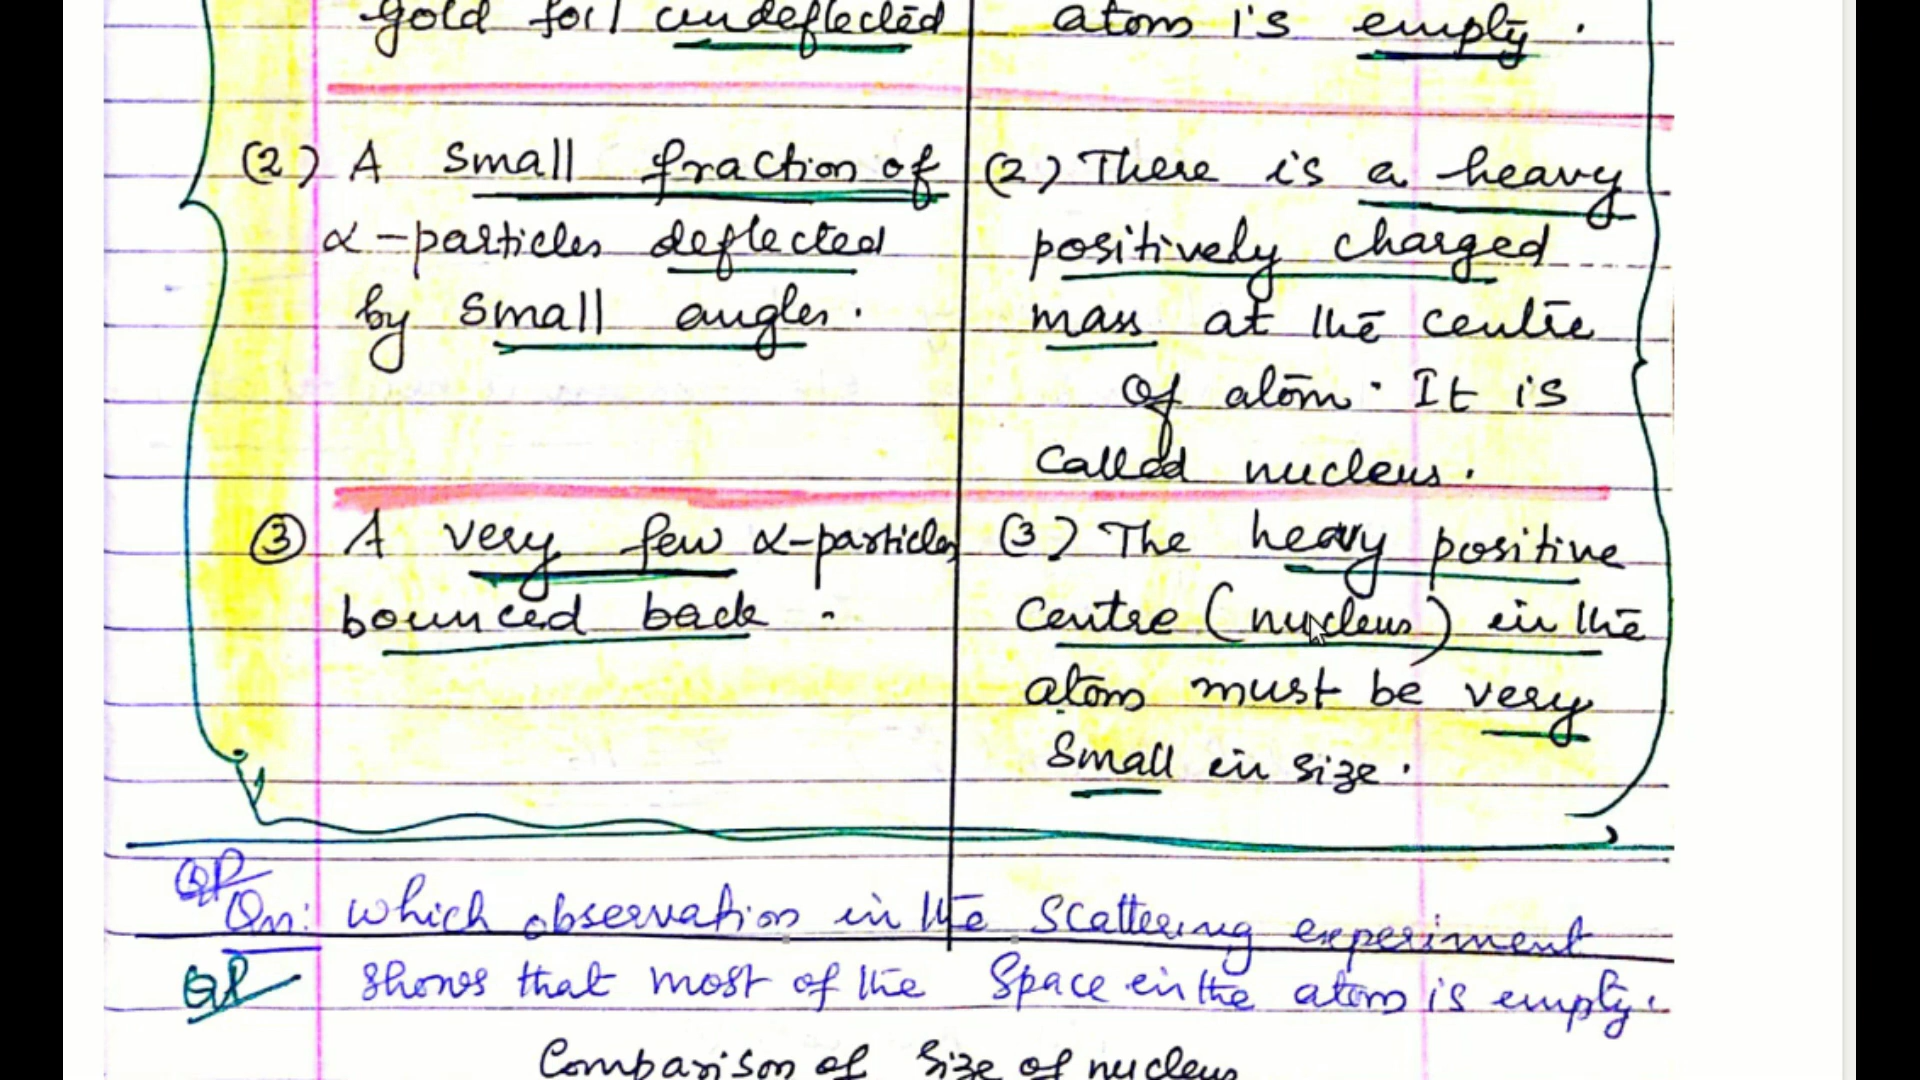 gold foil undeflected
atom is empty.
(2) A small fraction of
α-particles deflected
by small angles.
(2) There is a heavy
positively charged
mass at the centre
of atom. It is
called nucleus.
(3) A very few α-particles
bounced back.
(3) The heavy positive
centre (nucleus) in the
atom must be very
small in size.
QP
Qn: which observation in the scattering experiment
QP shows that most of the space in the atom is empty.
Comparison of size of nucleus